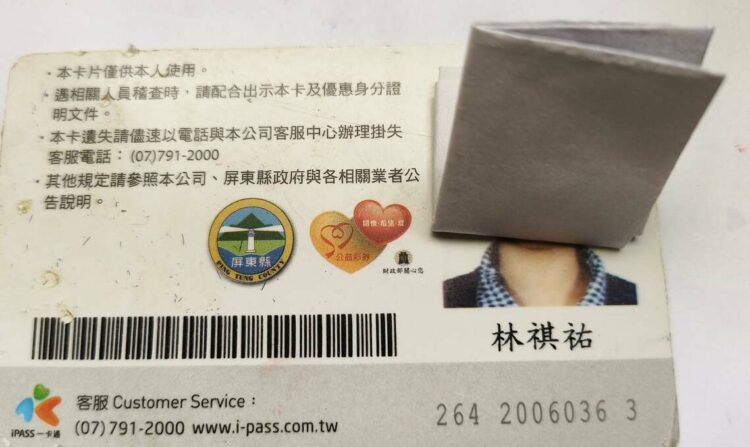 ・本卡片僅供本人使用。
・遇相關人員稽查時，請配合出示本卡及優惠身分證
明文件。
・本卡遺失請儘速以電話與本公司客服中心辦理掛失
客服電話：(07)791-2000
・其他規定請參照本公司、屏東縣政府與各相關業者公
告說明。
屏東縣
PING TUNG COUNTY
公益彩券
財政部關心您
林祺祐
iPASS 一卡通
客服 Customer Service：
(07)791-2000 www.i-pass.com.tw
264 2006036 3